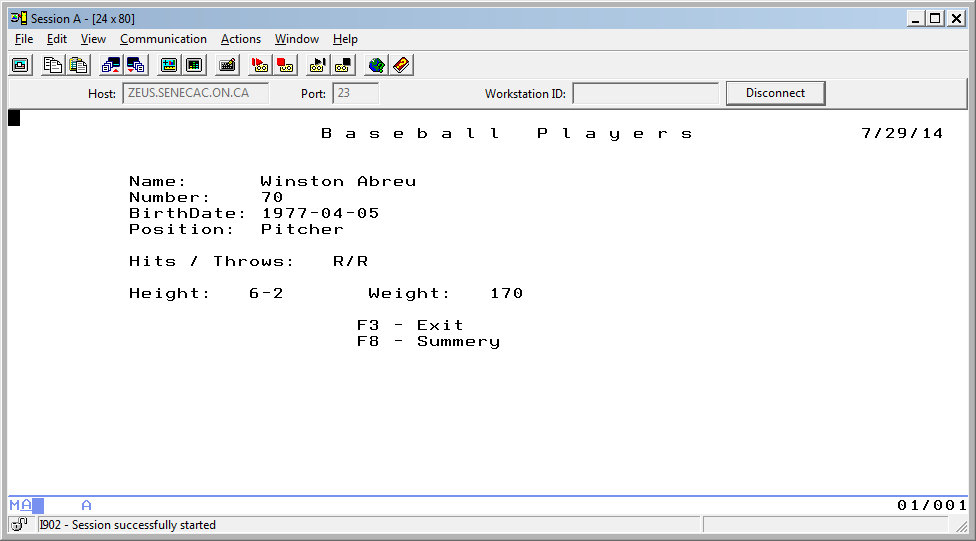 Session A - [24 x 80]
File Edit View Communication Actions Window Help
Host: ZEUS.SENECAC.ON.CA Port: 23 Workstation ID: Disconnect
Baseball Players 7/29/14
Name: Winston Abreu
Number: 70
BirthDate: 1977-04-05
Position: Pitcher
Hits / Throws: R/R
Height: 6-2 Weight: 170
F3 - Exit
F8 - Summery
MA A 01/001
I902 - Session successfully started